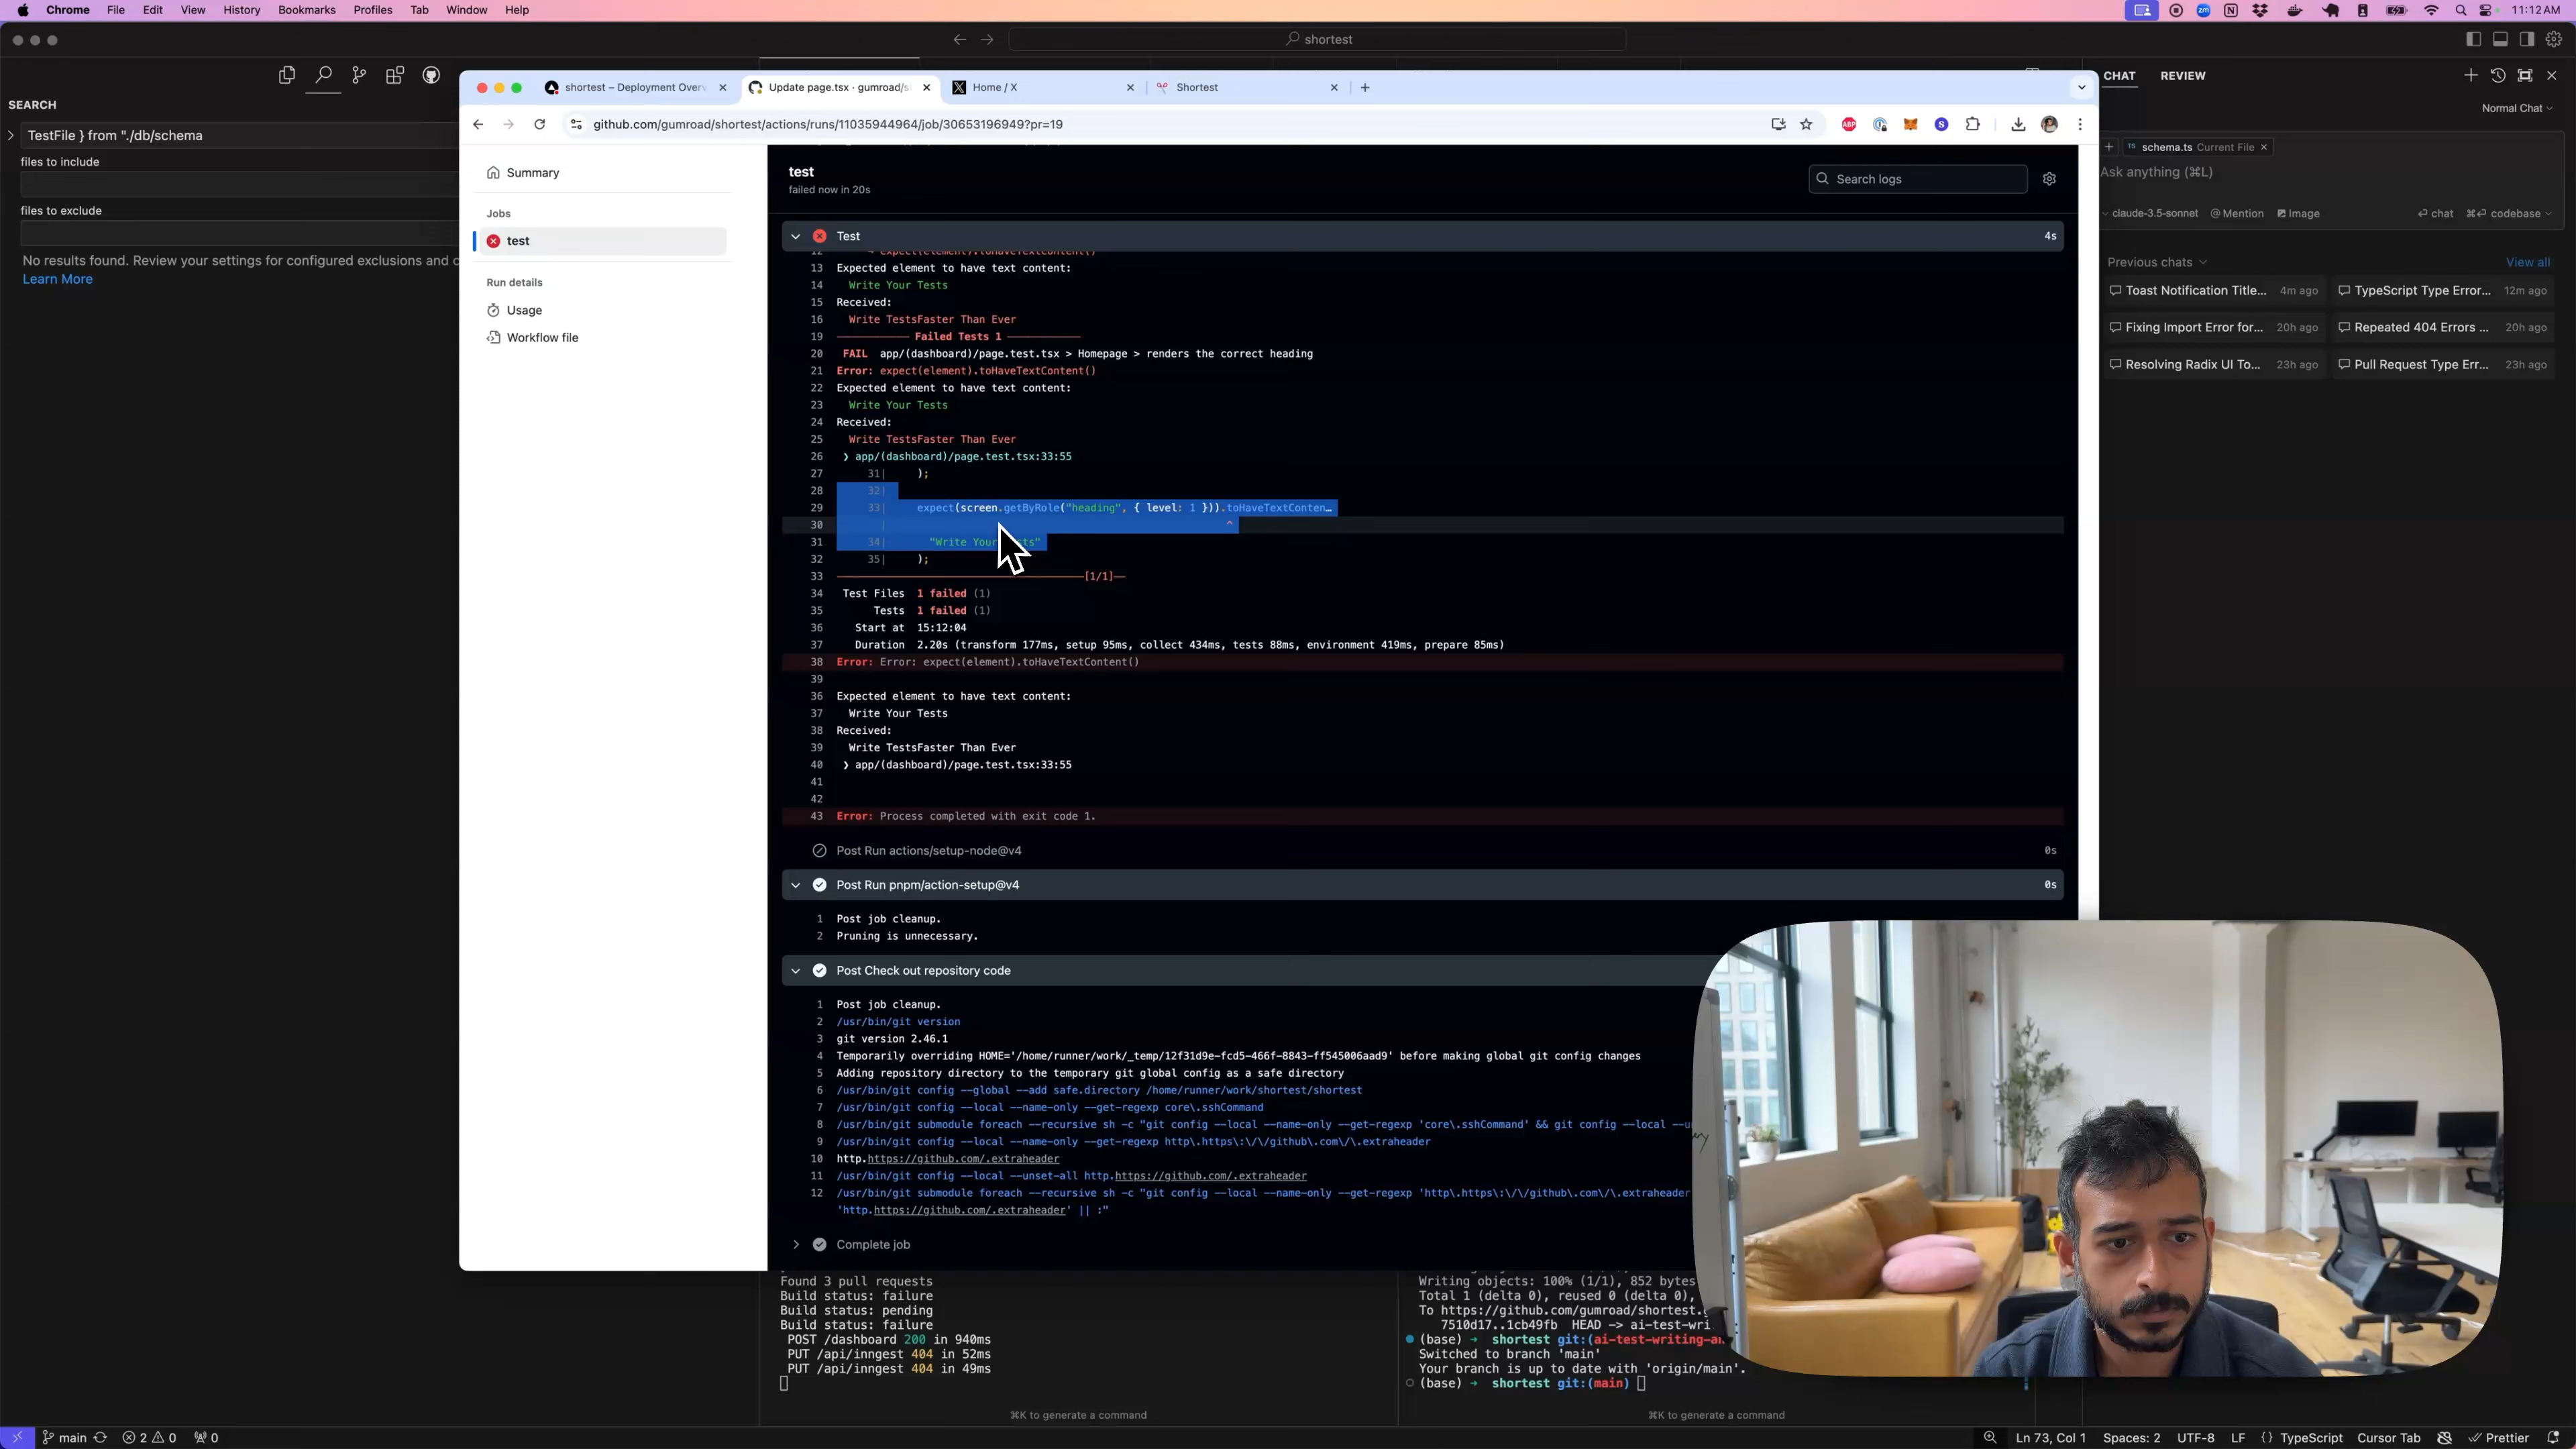 Chrome File Edit View History Bookmarks Profiles Tab Window Help
zm
11:12 AM
shortest
SEARCH
TestFile } from "./db/schema
files to include
files to exclude
No results found. Review your settings for configured exclusions and
Learn More
shortest – Deployment Over
Update page.tsx · gumroad/s
Home / X
Shortest
github.com/gumroad/shortest/actions/runs/11035944964/job/30653196949?pr=19
ABP
Summary
Jobs
test
Run details
Usage
Workflow file
test
failed now in 20s
Search logs
Test
4s
12 → expect(element).toHaveTextContent()
13 Expected element to have text content:
14 Write Your Tests
15 Received:
16 Write TestsFaster Than Ever
19 Failed Tests 1
20 FAIL app/(dashboard)/page.test.tsx > Homepage > renders the correct heading
21 Error: expect(element).toHaveTextContent()
22 Expected element to have text content:
23 Write Your Tests
24 Received:
25 Write TestsFaster Than Ever
26 ❯ app/(dashboard)/page.test.tsx:33:55
27 31| );
28 32|
29 33| expect(screen.getByRole("heading", { level: 1 })).toHaveTextConten…
30 | ^
31 34| "Write Your ts"
32 35| );
33 [1/1]
34 Test Files 1 failed (1)
35 Tests 1 failed (1)
36 Start at 15:12:04
37 Duration 2.20s (transform 177ms, setup 95ms, collect 434ms, tests 88ms, environment 419ms, prepare 85ms)
38 Error: Error: expect(element).toHaveTextContent()
39
36 Expected element to have text content:
37 Write Your Tests
38 Received:
39 Write TestsFaster Than Ever
40 ❯ app/(dashboard)/page.test.tsx:33:55
41
42
43 Error: Process completed with exit code 1.
Post Run actions/setup-node@v4
0s
Post Run pnpm/action-setup@v4
0s
1 Post job cleanup.
2 Pruning is unnecessary.
Post Check out repository code
1 Post job cleanup.
2 /usr/bin/git version
3 git version 2.46.1
4 Temporarily overriding HOME='/home/runner/work/_temp/12f31d9e-fcd5-466f-8843-ff545006aad9' before making global git config changes
5 Adding repository directory to the temporary git global config as a safe directory
6 /usr/bin/git config --global --add safe.directory /home/runner/work/shortest/shortest
7 /usr/bin/git config --local --name-only --get-regexp core\.sshCommand
8 /usr/bin/git submodule foreach --recursive sh -c "git config --local --name-only --get-regexp 'core\.sshCommand' && git config --local --u
9 /usr/bin/git config --local --name-only --get-regexp http\.https\:\/\/github\.com\/\.extraheader
10 http.https://github.com/.extraheader
11 /usr/bin/git config --local --unset-all http.https://github.com/.extraheader
12 /usr/bin/git submodule foreach --recursive sh -c "git config --local --name-only --get-regexp 'http\.https\:\/\/github\.com\/\.extraheader
'http.https://github.com/.extraheader' || :"
Complete job
Found 3 pull requests
Build status: failure
Build status: pending
Build status: failure
POST /dashboard 200 in 940ms
PUT /api/inngest 404 in 52ms
PUT /api/inngest 404 in 49ms
⌘K to generate a command
Writing objects: 100% (1/1), 852 bytes
Total 1 (delta 0), reused 0 (delta 0),
To https://github.com/gumroad/shortest.
7510d17..1cb49fb HEAD -> ai-test-wri
(base) → shortest git:(ai-test-writing-an
Switched to branch 'main'
Your branch is up to date with 'origin/main'.
(base) → shortest git:(main)
⌘K to generate a command
CHAT REVIEW
Normal Chat
TS schema.ts Current File
Ask anything (⌘L)
claude-3.5-sonnet @ Mention Image
chat codebase
Previous chats
View all
Toast Notification Title... 4m ago
TypeScript Type Error... 12m ago
Fixing Import Error for... 20h ago
Repeated 404 Errors ... 20h ago
Resolving Radix UI To... 23h ago
Pull Request Type Err... 23h ago
main 2 0 0
Ln 73, Col 1 Spaces: 2 UTF-8 LF {} TypeScript Cursor Tab Prettier